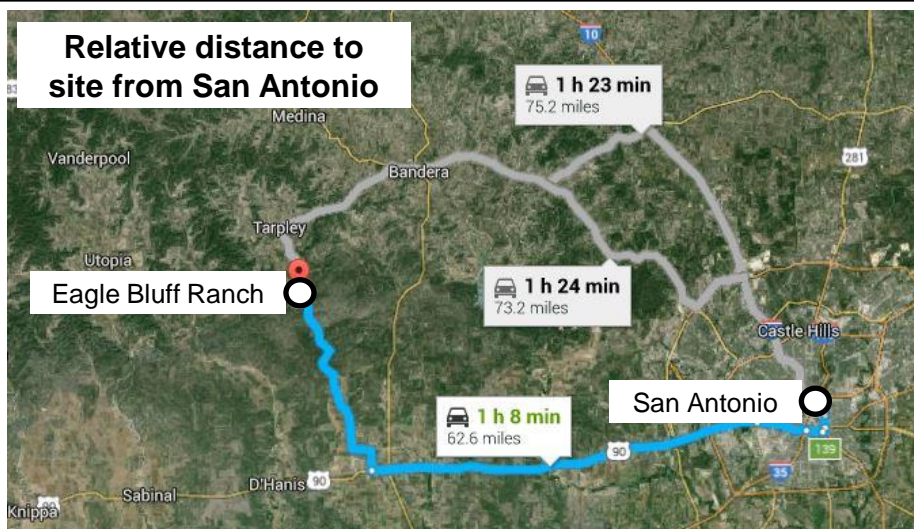 Relative distance to
site from San Antonio
10
1 h 23 min
75.2 miles
Medina
Vanderpool
Bandera
281
Tarpley
Utopia
Eagle Bluff Ranch
1 h 24 min
73.2 miles
Castle Hills
San Antonio
1 h 8 min
62.6 miles
90
139
35
D'Hanis 90
Sabinal
Knippa